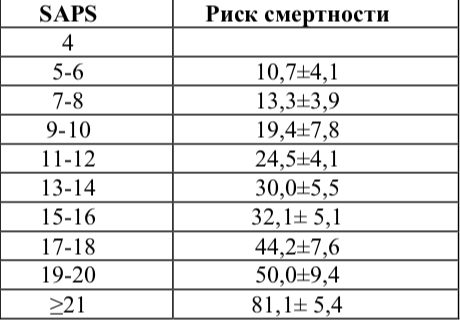 SAPS Риск смертности
4
5-6 10,7±4,1
7-8 13,3±3,9
9-10 19,4±7,8
11-12 24,5±4,1
13-14 30,0±5,5
15-16 32,1± 5,1
17-18 44,2±7,6
19-20 50,0±9,4
≥21 81,1± 5,4